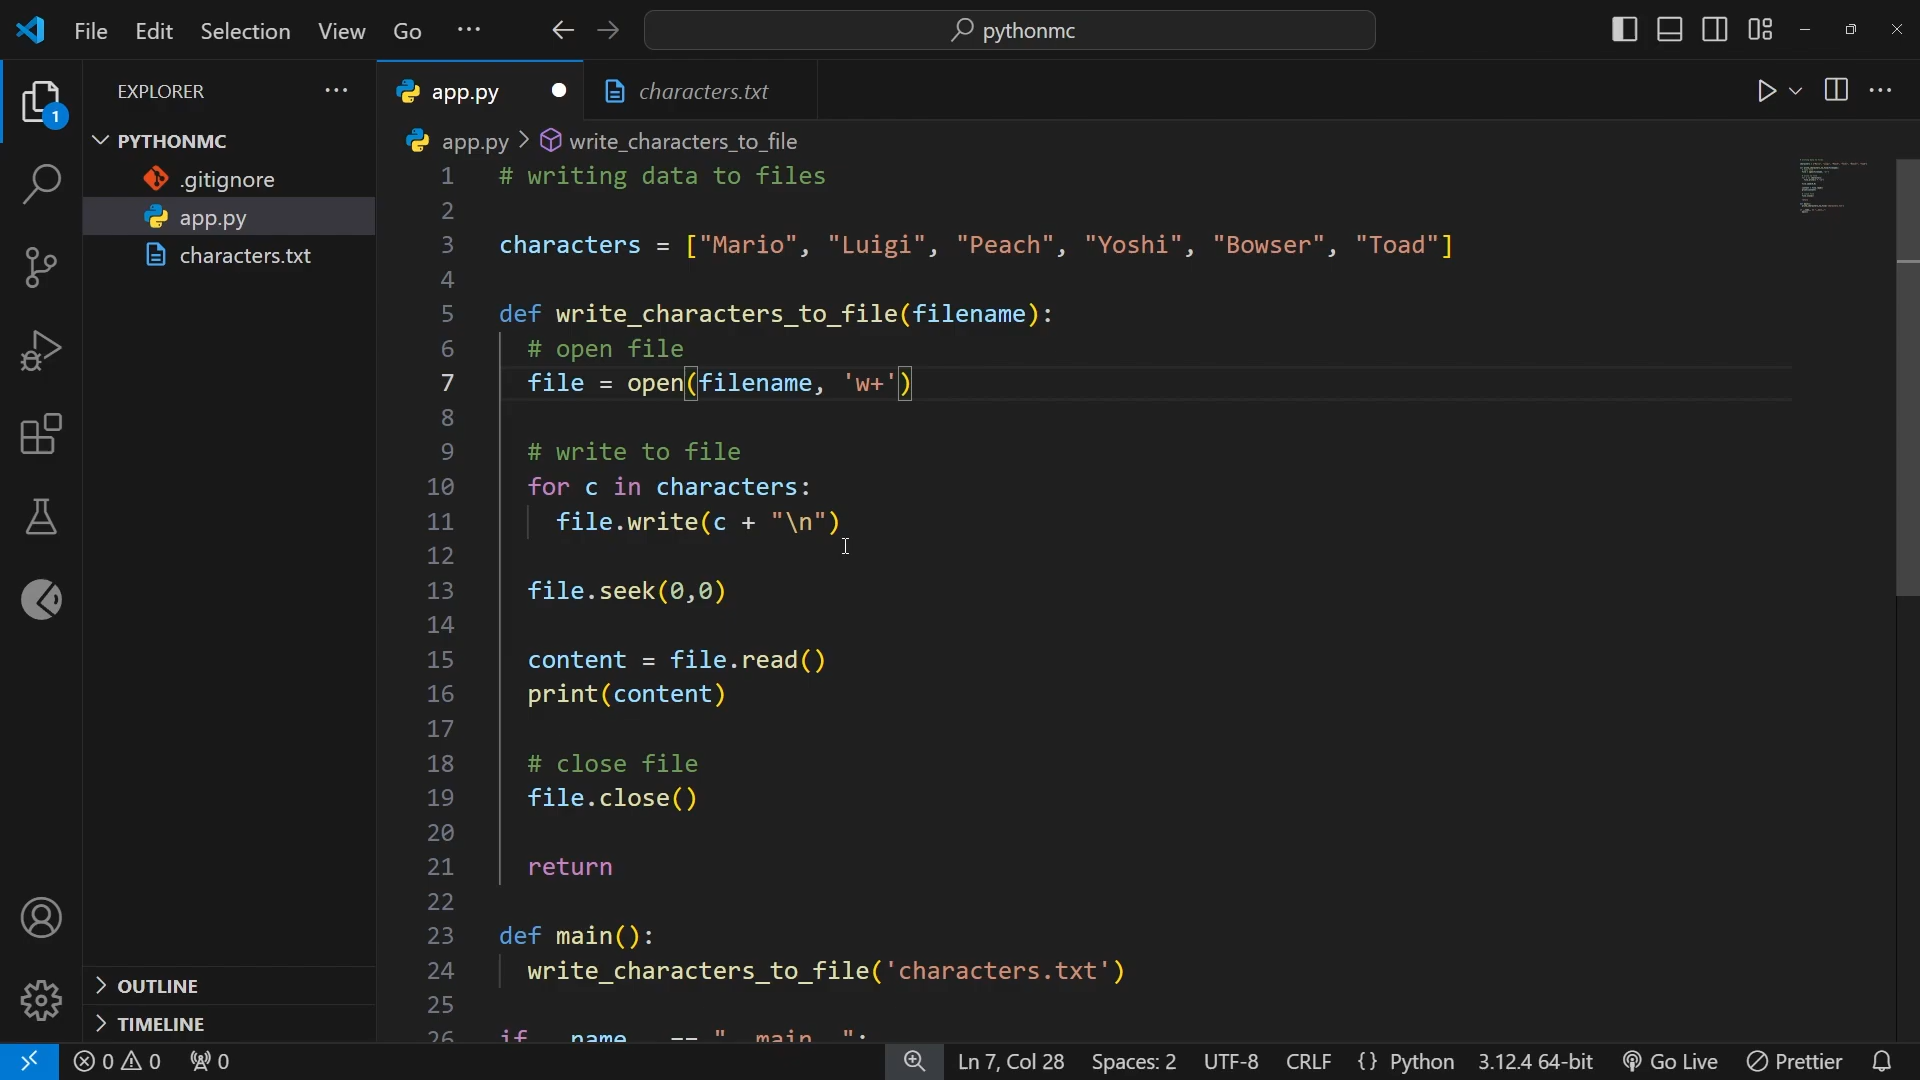 File Edit Selection View Go ··· pythonmc
EXPLORER ···
PYTHONMC
.gitignore
app.py
characters.txt
OUTLINE
TIMELINE
1
app.py characters.txt
app.py > write_characters_to_file
1 # writing data to files
2
3 characters = ["Mario", "Luigi", "Peach", "Yoshi", "Bowser", "Toad"]
4
5 def write_characters_to_file(filename):
6 # open file
7 file = open(filename, 'w+')
8
9 # write to file
10 for c in characters:
11 file.write(c + "\n")
12
13 file.seek(0,0)
14
15 content = file.read()
16 print(content)
17
18 # close file
19 file.close()
20
21 return
22
23 def main():
24 write_characters_to_file('characters.txt')
25
26 if __name__ == "__main__":
0 0 0 Ln 7, Col 28 Spaces: 2 UTF-8 CRLF {} Python 3.12.4 64-bit Go Live Prettier